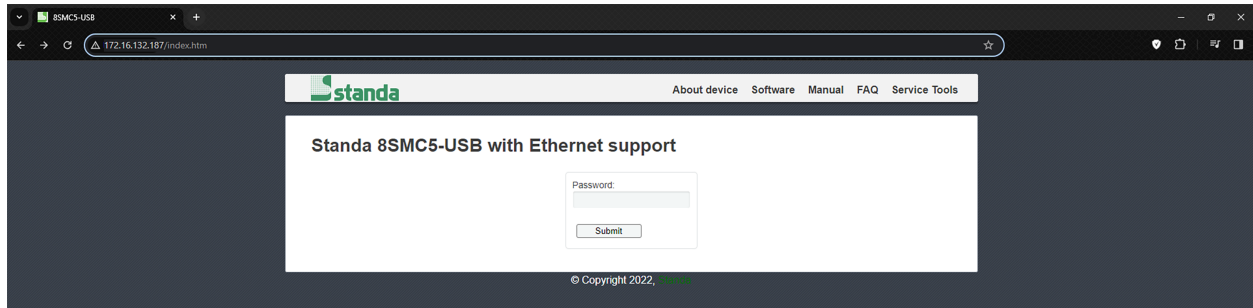 8SMC5-USB
172.16.132.187/index.htm
standa
About device Software Manual FAQ Service Tools
Standa 8SMC5-USB with Ethernet support
Password:
Submit
© Copyright 2022,